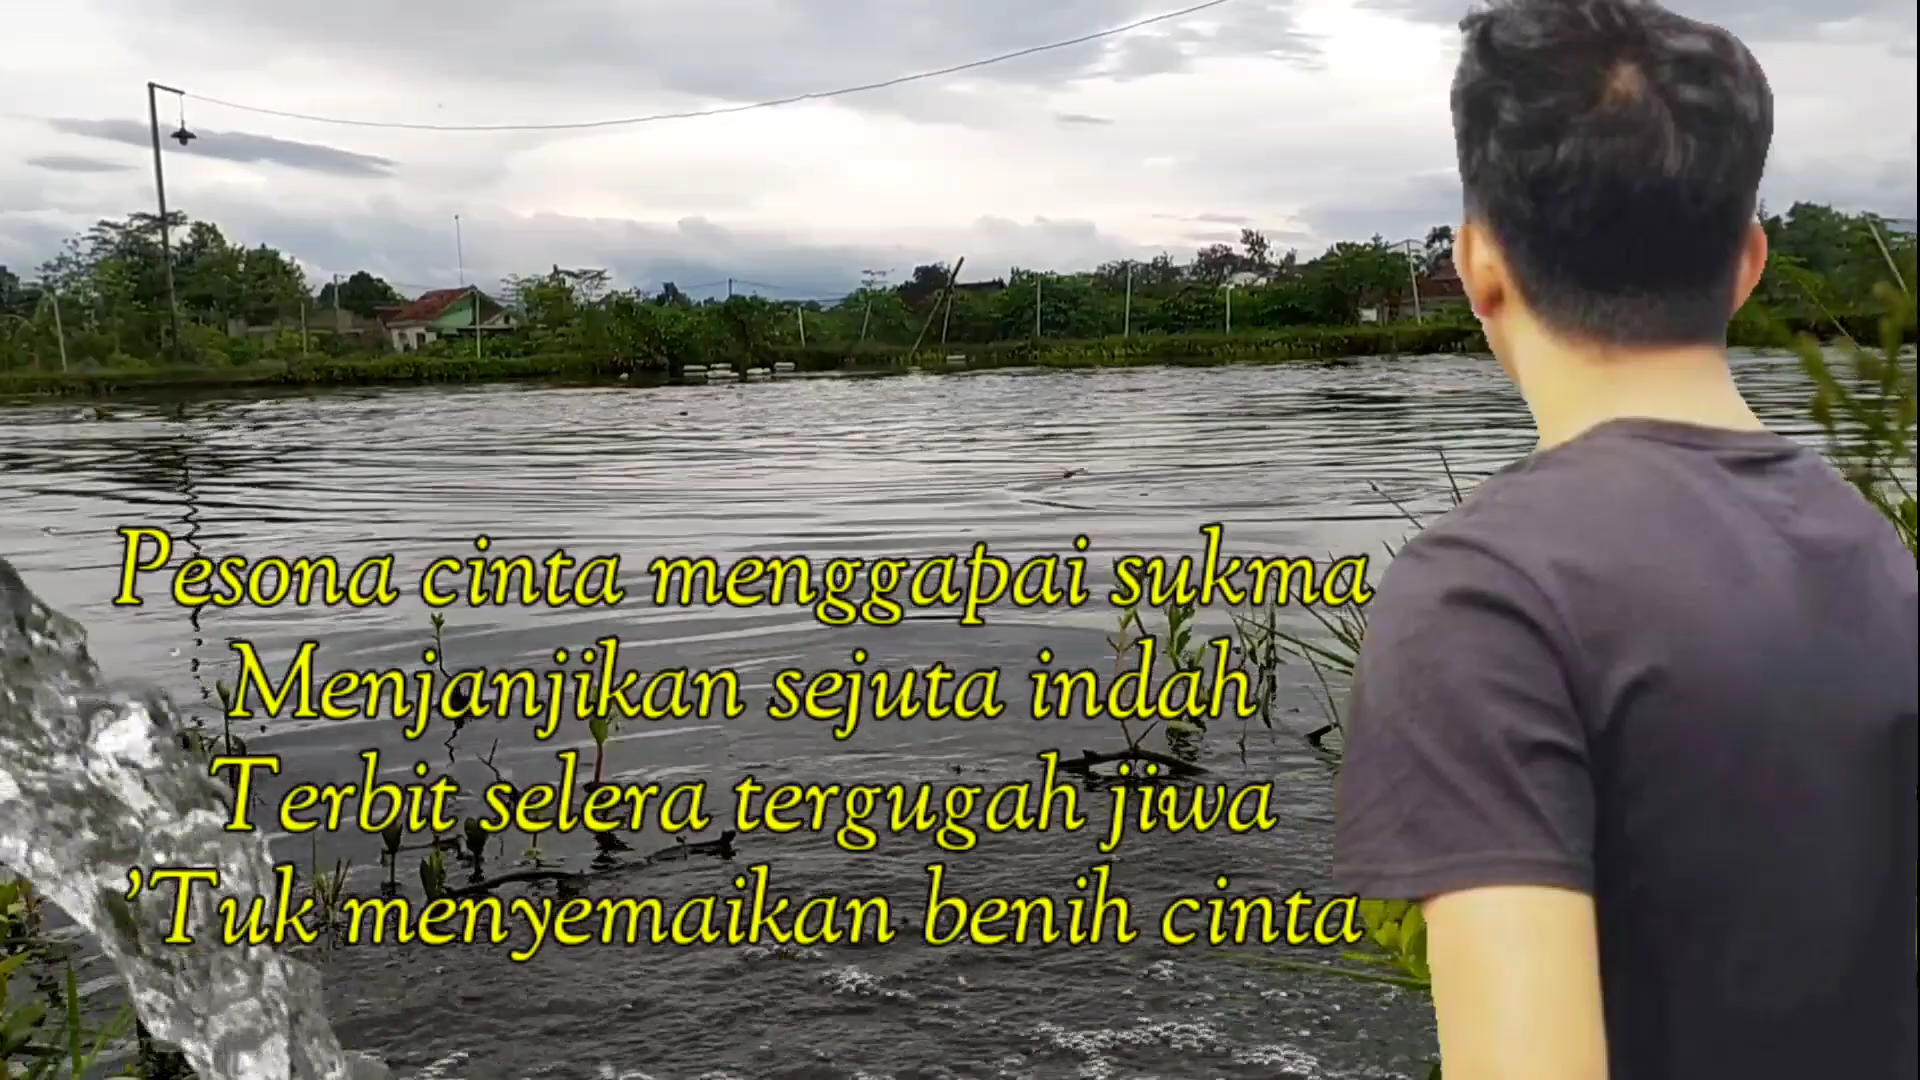 Pesona cinta menggapai sukma
Menjanjikan sejuta indah
Terbit selera tergugah jiwa
'Tuk menyemaikan benih cinta